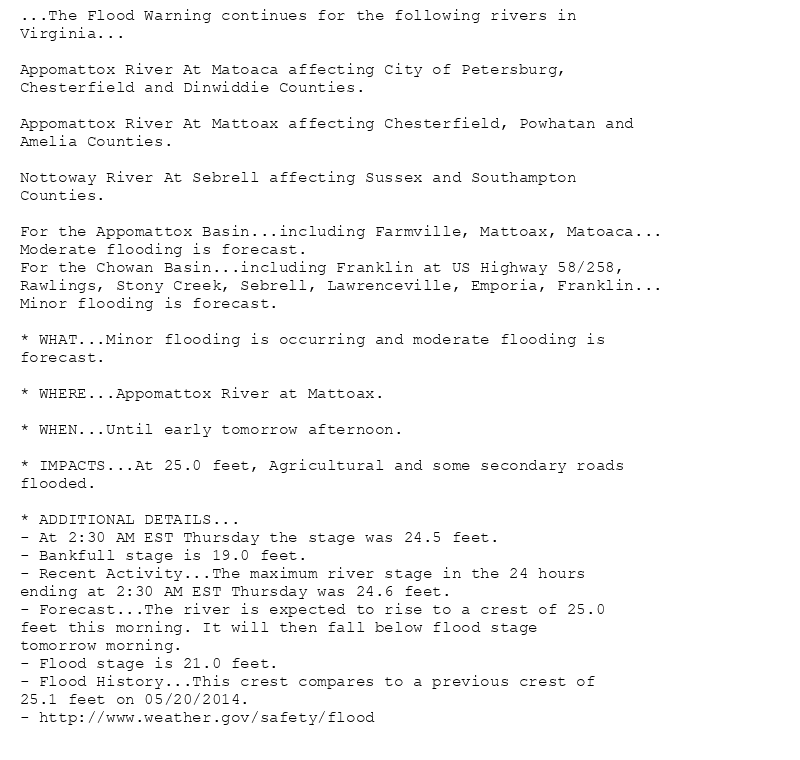 ...The Flood Warning continues for the following rivers in
Virginia...
Appomattox River At Matoaca affecting City of Petersburg,
Chesterfield and Dinwiddie Counties.
Appomattox River At Mattoax affecting Chesterfield, Powhatan and
Amelia Counties.
Nottoway River At Sebrell affecting Sussex and Southampton
Counties.
For the Appomattox Basin...including Farmville, Mattoax, Matoaca...
Moderate flooding is forecast.
For the Chowan Basin...including Franklin at US Highway 58/258,
Rawlings, Stony Creek, Sebrell, Lawrenceville, Emporia, Franklin...
Minor flooding is forecast.
* WHAT...Minor flooding is occurring and moderate flooding is
forecast.
* WHERE...Appomattox River at Mattoax.
* WHEN...Until early tomorrow afternoon.
* IMPACTS...At 25.0 feet, Agricultural and some secondary roads
flooded.
* ADDITIONAL DETAILS...
- At 2:30 AM EST Thursday the stage was 24.5 feet.
- Bankfull stage is 19.0 feet.
- Recent Activity...The maximum river stage in the 24 hours
ending at 2:30 AM EST Thursday was 24.6 feet.
- Forecast...The river is expected to rise to a crest of 25.0
feet this morning. It will then fall below flood stage
tomorrow morning.
- Flood stage is 21.0 feet.
- Flood History...This crest compares to a previous crest of
25.1 feet on 05/20/2014.
- http://www.weather.gov/safety/flood